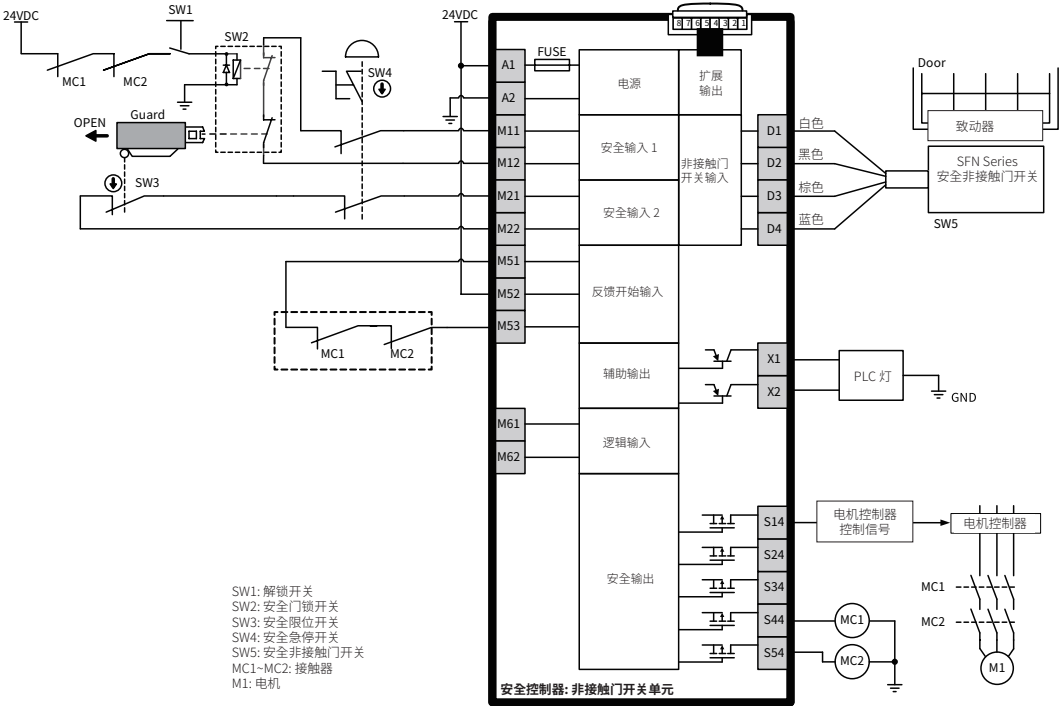 24VDC
SW1
24VDC
8 7 6 5 4 3 2 1
SW2
FUSE
A1
电源
扩展
输出
Door
SW4
MC1
MC2
A2
OPEN
Guard
M11
安全输入 1
D1
白色
致动器
M12
非接触门
开关输入
D2
黑色
SFN Series
安全非接触门开关
SW3
M21
安全输入 2
D3
棕色
M22
D4
蓝色
SW5
M51
M52
反馈开始输入
M53
MC1
MC2
X1
辅助输出
PLC 灯
X2
GND
M61
逻辑输入
M62
S14
电机控制器
控制信号
电机控制器
S24
安全输出
S34
MC1
S44
MC1
MC2
S54
MC2
M1
SW1: 解锁开关
SW2: 安全门锁开关
SW3: 安全限位开关
SW4: 安全急停开关
SW5: 安全非接触门开关
MC1~MC2: 接触器
M1: 电机
安全控制器: 非接触门开关单元